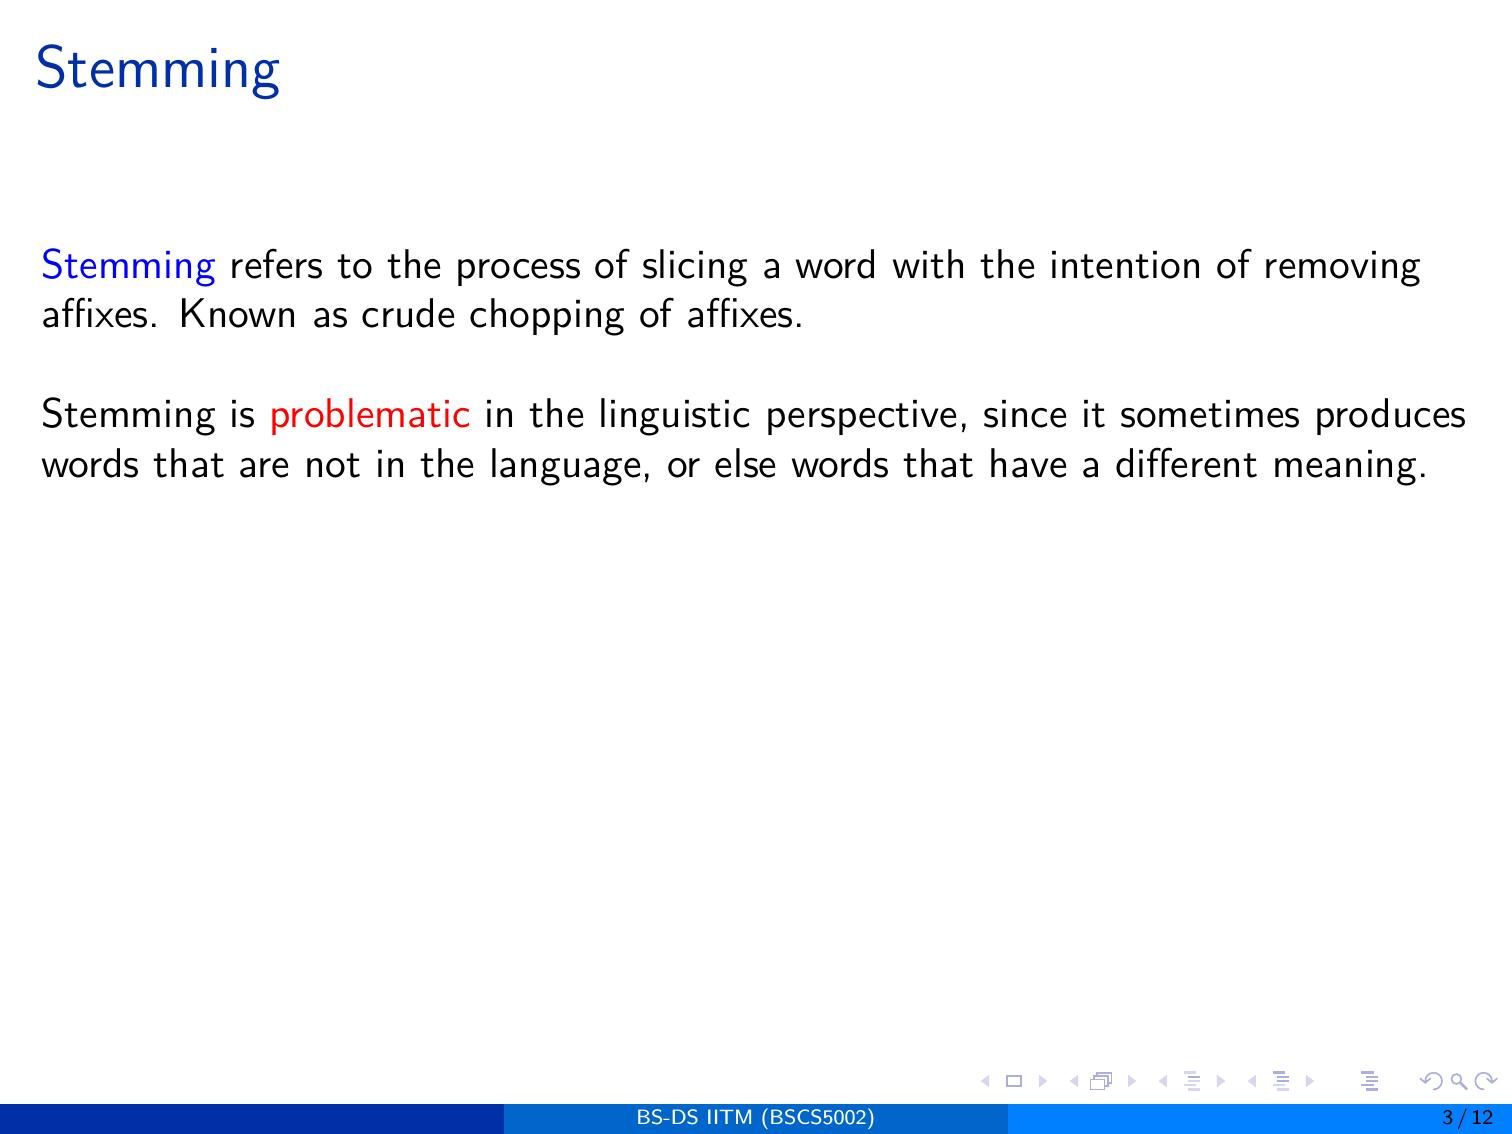 Stemming
Stemming refers to the process of slicing a word with the intention of removing
affixes. Known as crude chopping of affixes.
Stemming is problematic in the linguistic perspective, since it sometimes produces
words that are not in the language, or else words that have a different meaning.
BS-DS IITM (BSCS5002)
3 / 12